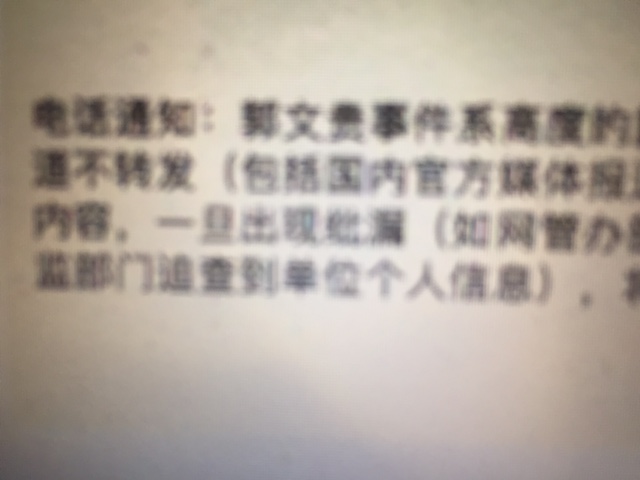 电话通知：郭文贵事件系高度的
道不转发（包括国内官方媒体报
内容，一旦出现纰漏（如网管办
监部门追查到单位个人信息），